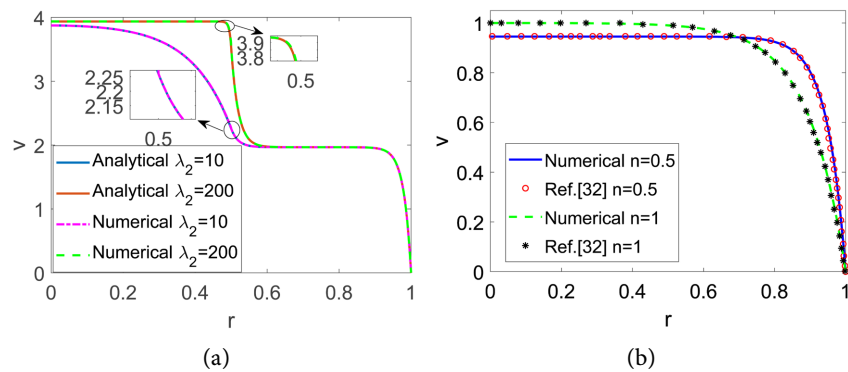 4
3
2
1
0
v
0
0.2
0.4
0.6
0.8
1
r
3.9
3.8
0.5
2.25
2.2
2.15
0.5
Analytical λ2=10
Analytical λ2=200
Numerical λ2=10
Numerical λ2=200
(a)
1
0.8
0.6
0.4
0.2
0
v
0
0.2
0.4
0.6
0.8
1
r
Numerical n=0.5
Ref.[32] n=0.5
Numerical n=1
Ref.[32] n=1
(b)